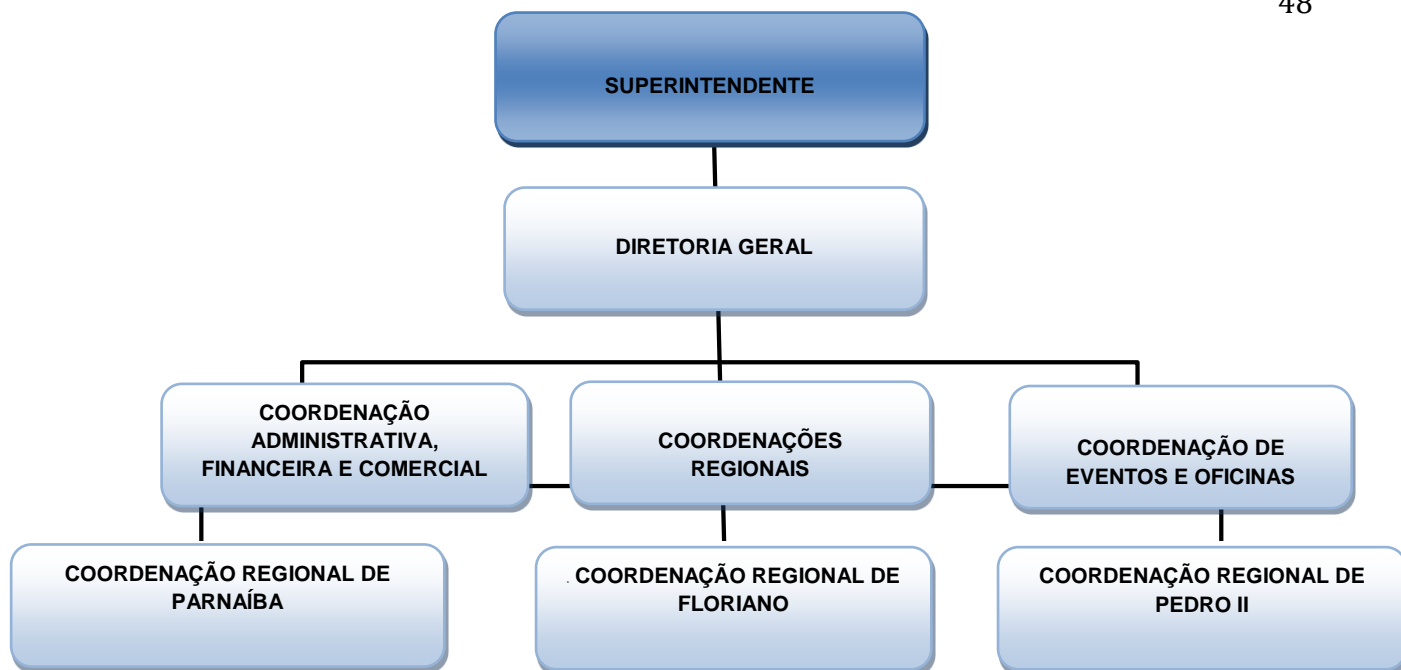 48
SUPERINTENDENTE
DIRETORIA GERAL
COORDENAÇÃO
ADMINISTRATIVA,
FINANCEIRA E COMERCIAL
COORDENAÇÕES
REGIONAIS
COORDENAÇÃO DE
EVENTOS E OFICINAS
COORDENAÇÃO REGIONAL DE
PARNAÍBA
. COORDENAÇÃO REGIONAL DE
FLORIANO
COORDENAÇÃO REGIONAL DE
PEDRO II